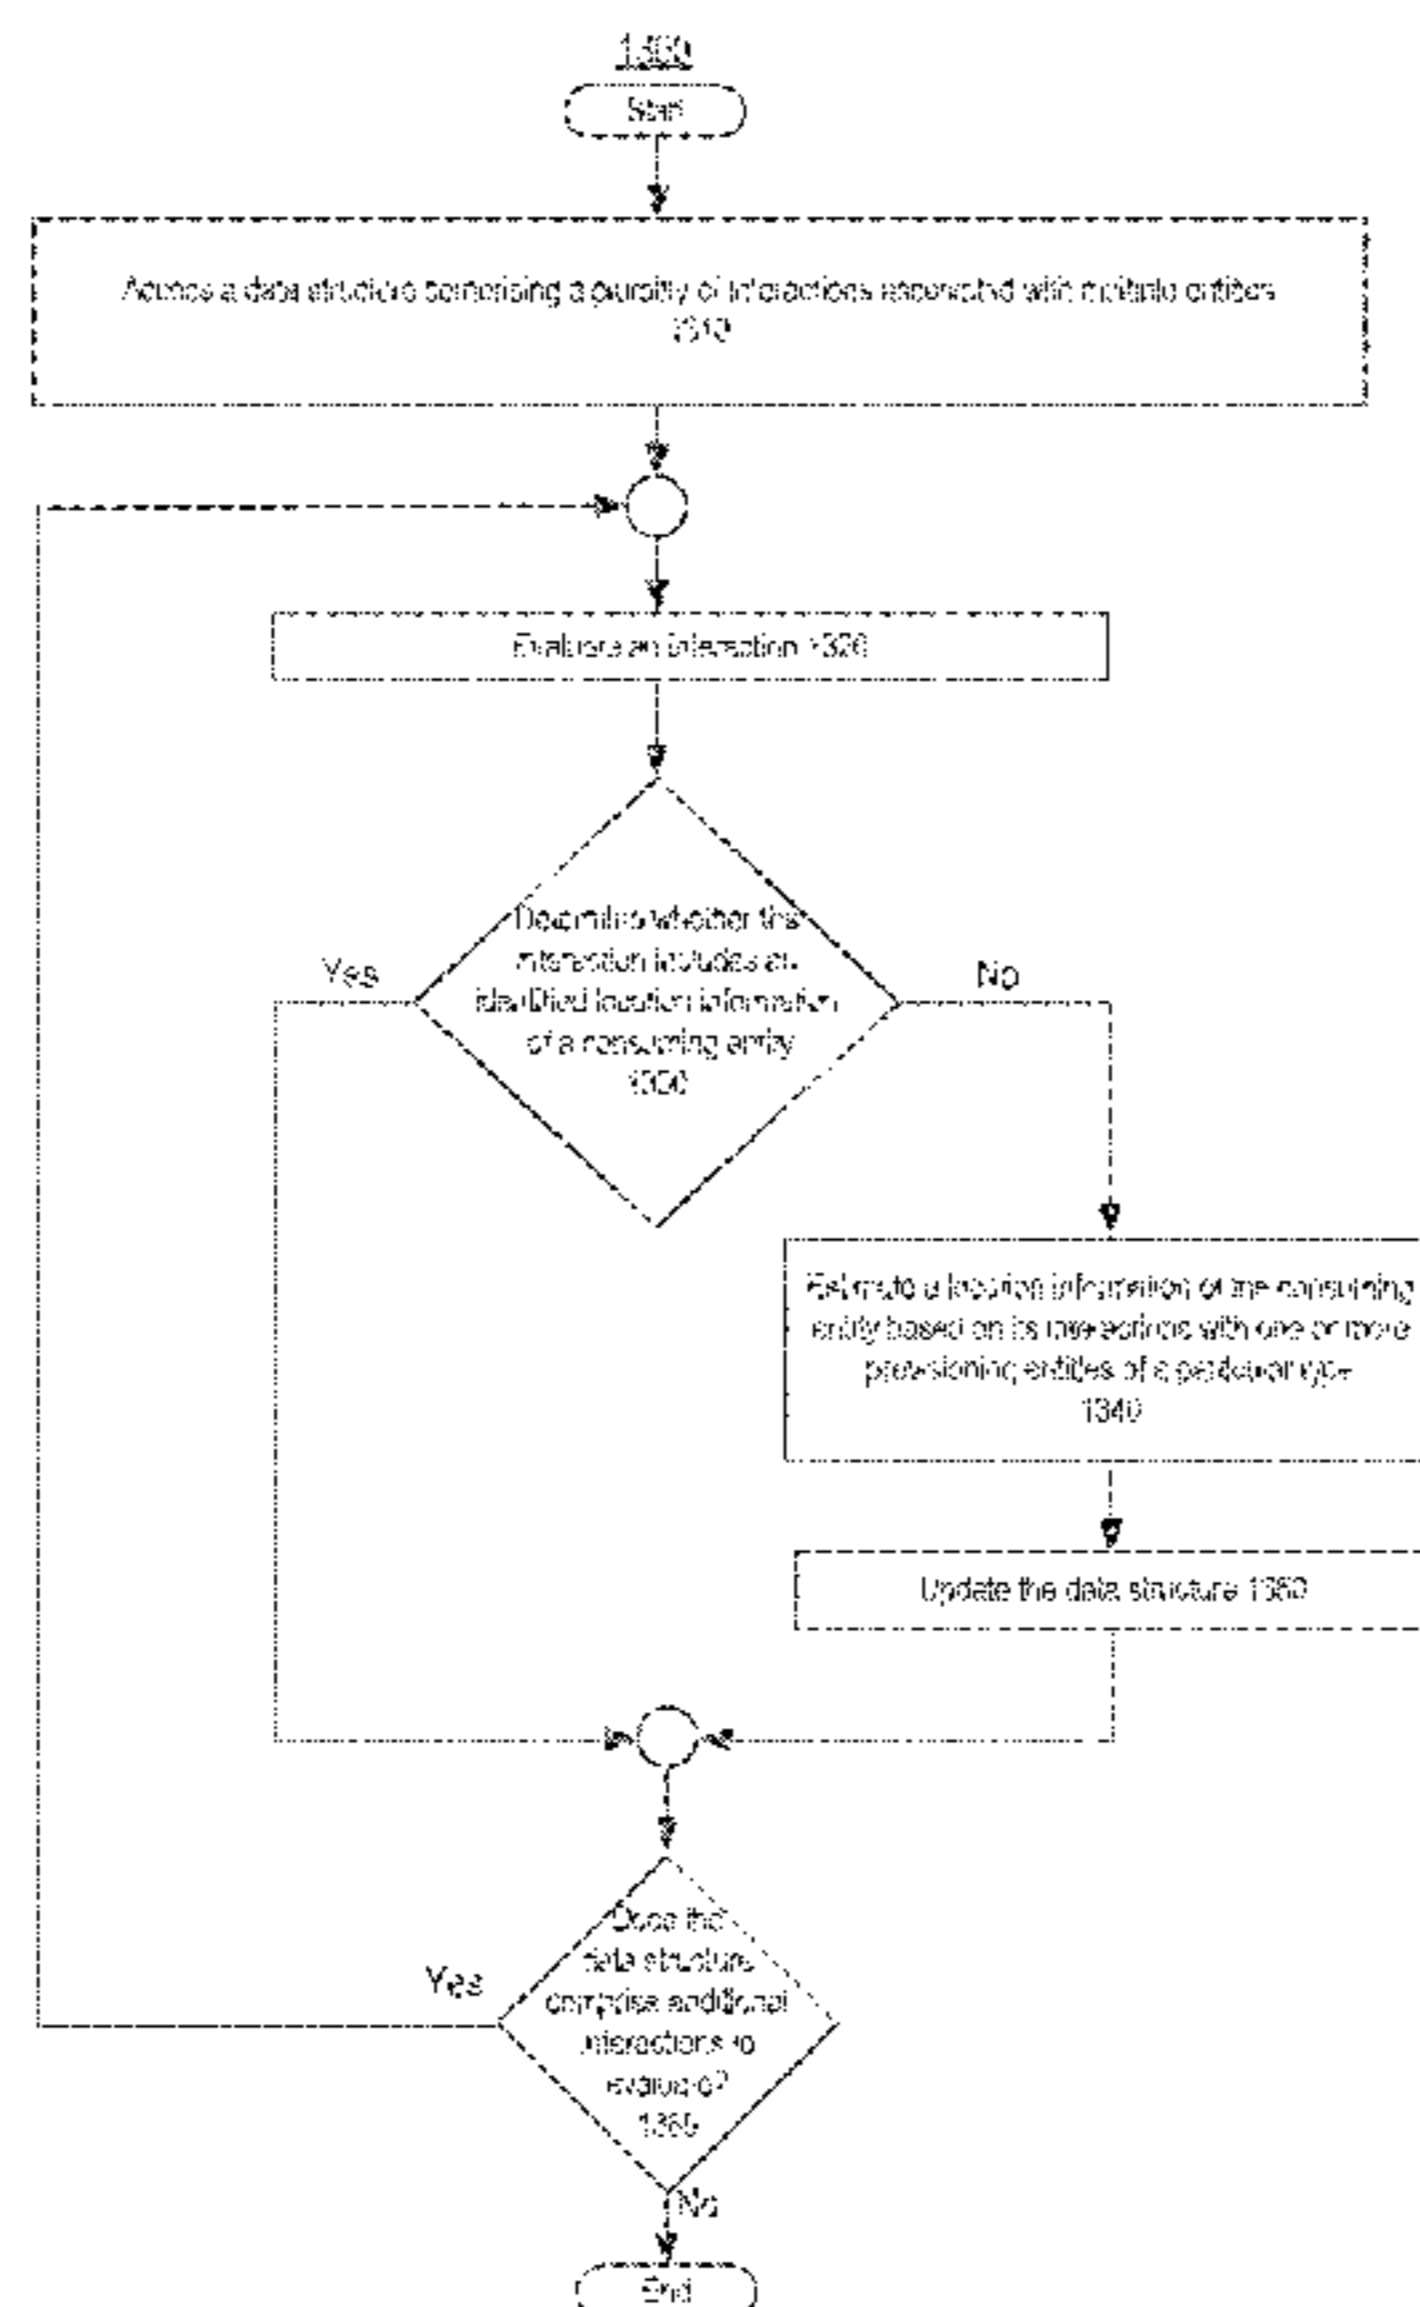 1300
Start
Access a data structure comprising a plurality of interactions associated with multiple entities
1310
Evaluate an interaction 1320
Determine whether the
interaction includes an
identified location information
of a consuming entity
1330
Yes
No
Estimate a location information of the consuming
entity based on its interactions with one or more
provisioning entities of a particular type
1340
Update the data structure
Does the
data structure
comprise additional
interactions to
evaluate?
Yes
No
End